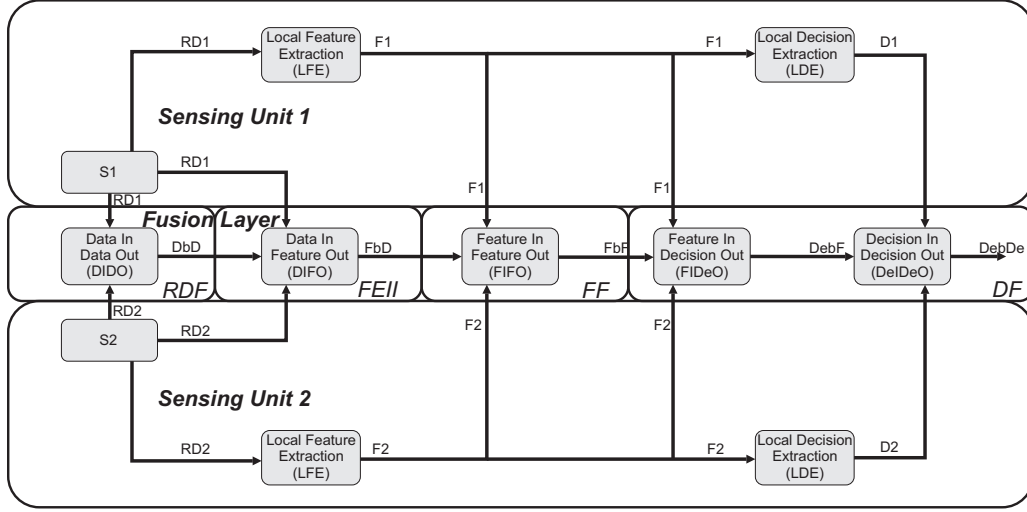 RD1
Local Feature
Extraction
(LFE)
F1
F1
Local Decision
Extraction
(LDE)
D1
Sensing Unit 1
S1
RD1
RD1
F1
F1
Fusion Layer
Data In
Data Out
(DIDO)
DbD
Data In
Feature Out
(DIFO)
FbD
Feature In
Feature Out
(FIFO)
FbF
Feature In
Decision Out
(FIDeO)
DebF
Decision In
Decision Out
(DeIDeO)
DebDe
RDF
FEII
FF
DF
RD2
S2
RD2
F2
F2
Sensing Unit 2
RD2
Local Feature
Extraction
(LFE)
F2
F2
Local Decision
Extraction
(LDE)
D2